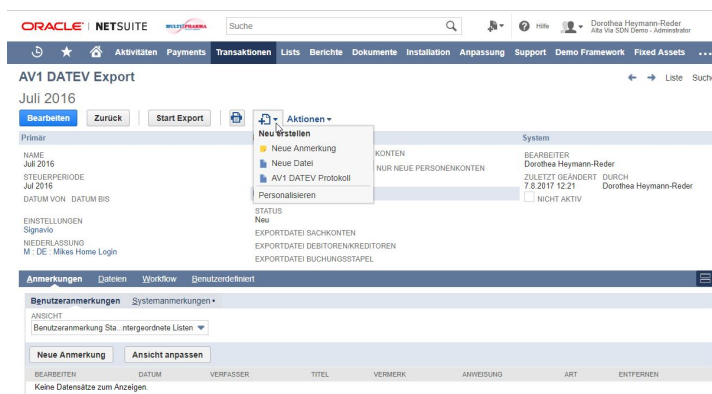 ORACLE | NETSUITE MULTIPHARMA Suche Hilfe Dorothea Heymann-Reder
Alta Via SDN Demo - Adminstrator
Aktivitäten Payments Transaktionen Lists Berichte Dokumente Installation Anpassung Support Demo Framework Fixed Assets ...
AV1 DATEV Export ← → Liste Suche
Juli 2016
Bearbeiten Zurück Start Export Aktionen
Neu erstellen
Neue Anmerkung
Neue Datei
AV1 DATEV Protokoll
Personalisieren
Primär
NAME
Juli 2016
STEUERPERIODE
Jul 2016
DATUM VON DATUM BIS
EINSTELLUNGEN
Signavio
NIEDERLASSUNG
M : DE : Mikes Home Login
KONTEN
NUR NEUE PERSONENKONTEN
STATUS
Neu
EXPORTDATEI SACHKONTEN
EXPORTDATEI DEBITOREN/KREDITOREN
EXPORTDATEI BUCHUNGSSTAPEL
System
BEARBEITER
Dorothea Heymann-Reder
ZULETZT GEÄNDERT DURCH
7.8.2017 12:21 Dorothea Heymann-Reder
NICHT AKTIV
Anmerkungen Dateien Workflow Benutzerdefiniert
Benutzeranmerkungen Systemanmerkungen •
ANSICHT
Benutzeranmerkung Sta...ntergeordnete Listen
Neue Anmerkung Ansicht anpassen
BEARBEITEN DATUM VERFASSER TITEL VERMERK ANWEISUNG ART ENTFERNEN
Keine Datensätze zum Anzeigen.